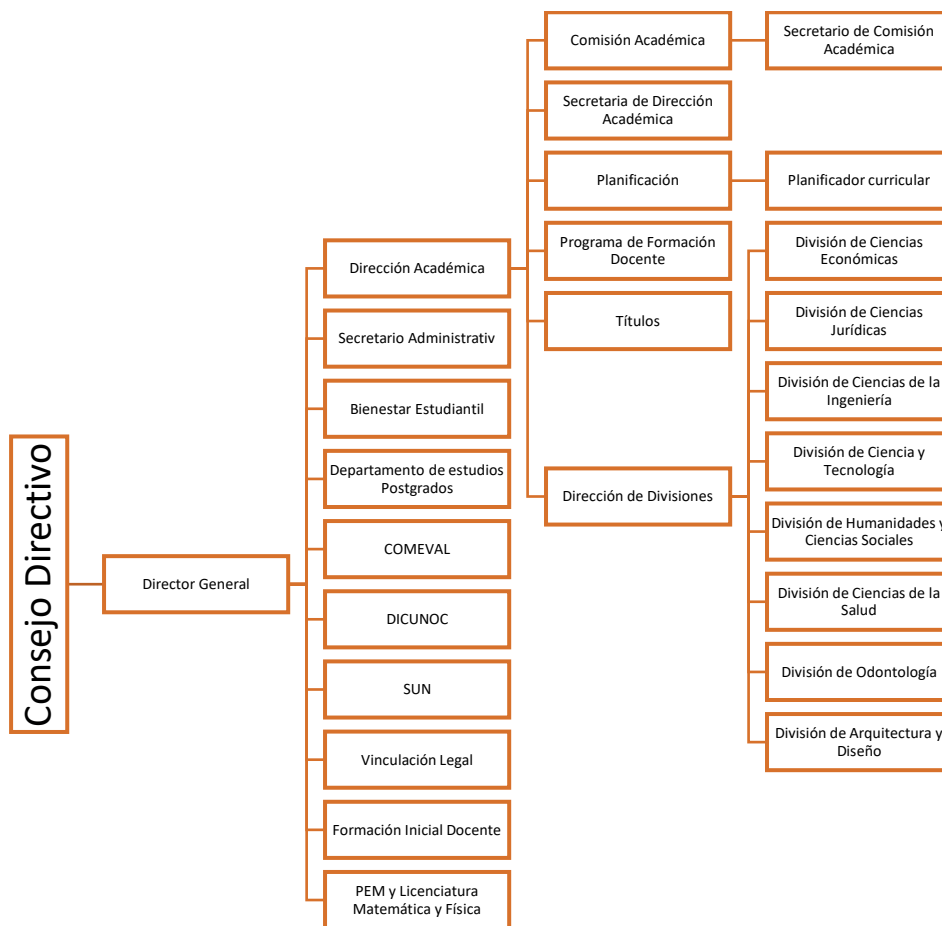 Consejo Directivo
Director General
Dirección Académica
Secretario Administrativ
Bienestar Estudiantil
Departamento de estudios
Postgrados
COMEVAL
DICUNOC
SUN
Vinculación Legal
Formación Inicial Docente
PEM y Licenciatura
Matemática y Física
Comisión Académica
Secretaria de Dirección
Académica
Planificación
Programa de Formación
Docente
Títulos
Dirección de Divisiones
Secretario de Comisión
Académica
Planificador curricular
División de Ciencias
Económicas
División de Ciencias
Jurídicas
División de Ciencias de la
Ingeniería
División de Ciencia y
Tecnología
División de Humanidades y
Ciencias Sociales
División de Ciencias de la
Salud
División de Odontología
División de Arquitectura y
Diseño